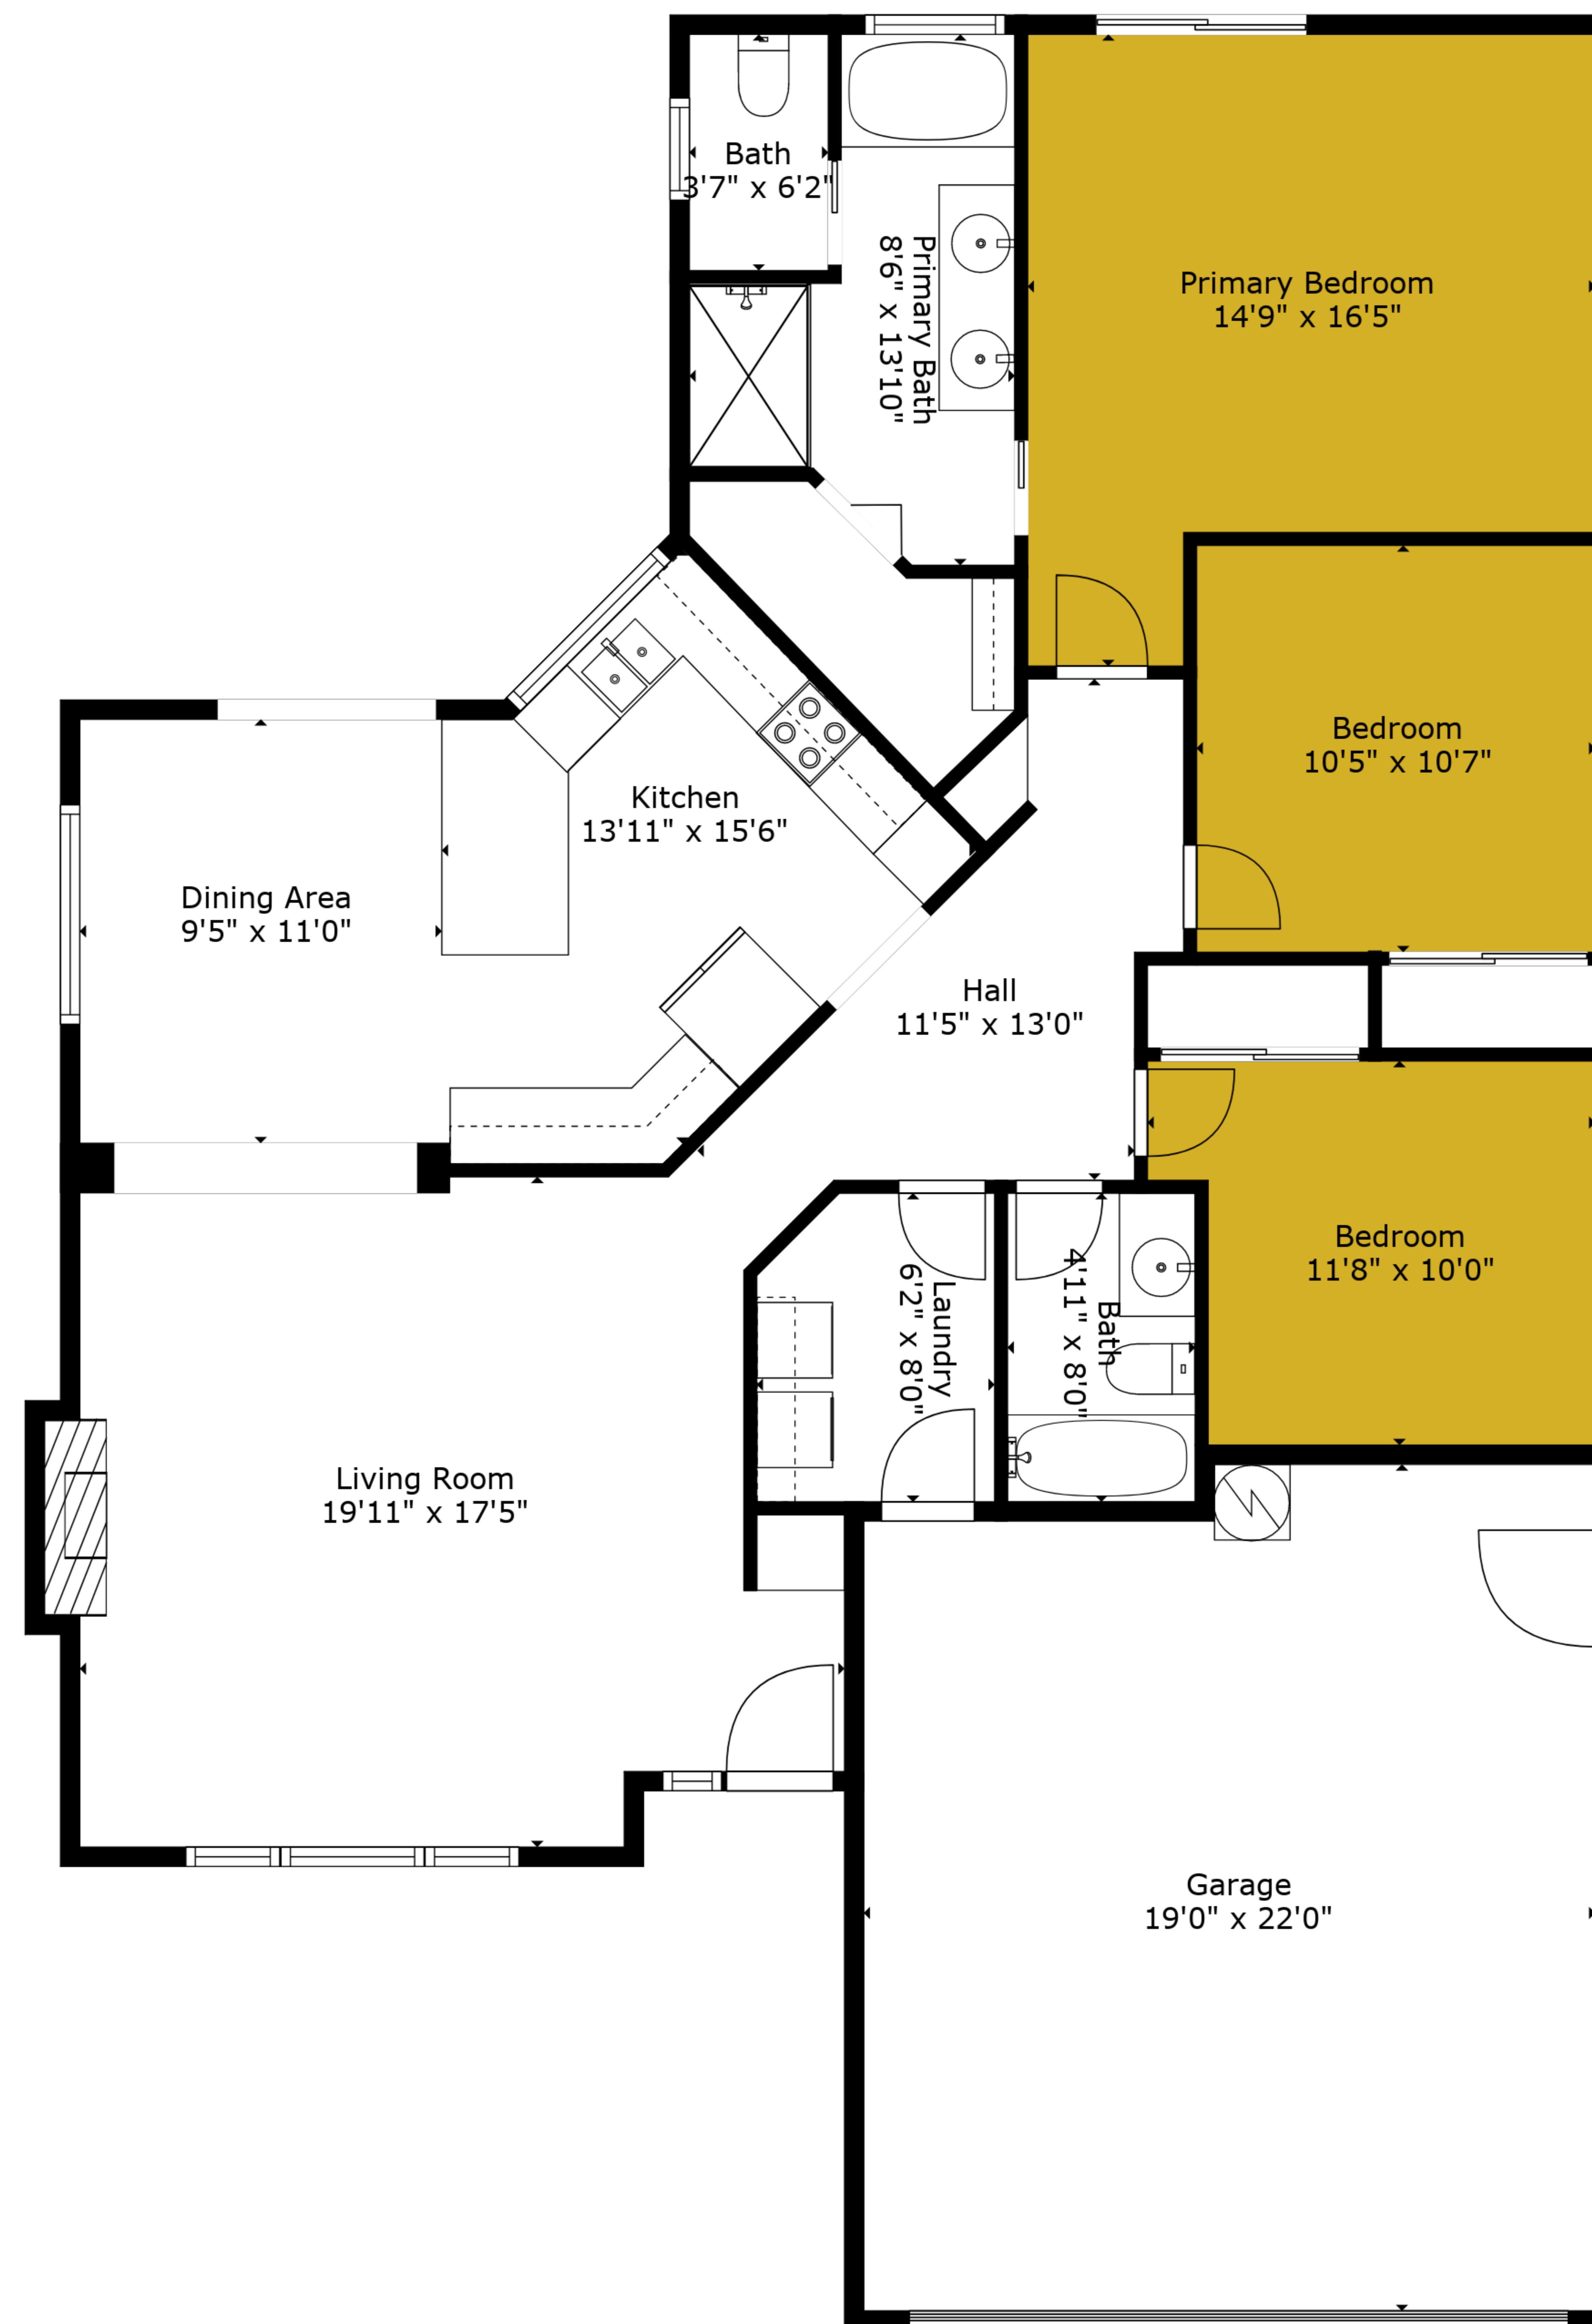 Bath
3'7" x 6'2"
Primary Bath
8'6" x 13'10"
Primary Bedroom
14'9" x 16'5"
Bedroom
10'5" x 10'7"
Kitchen
13'11" x 15'6"
Dining Area
9'5" x 11'0"
Hall
11'5" x 13'0"
Bedroom
11'8" x 10'0"
Laundry
6'2" x 8'0"
Bath
4'11" x 8'0"
Living Room
19'11" x 17'5"
Garage
19'0" x 22'0"